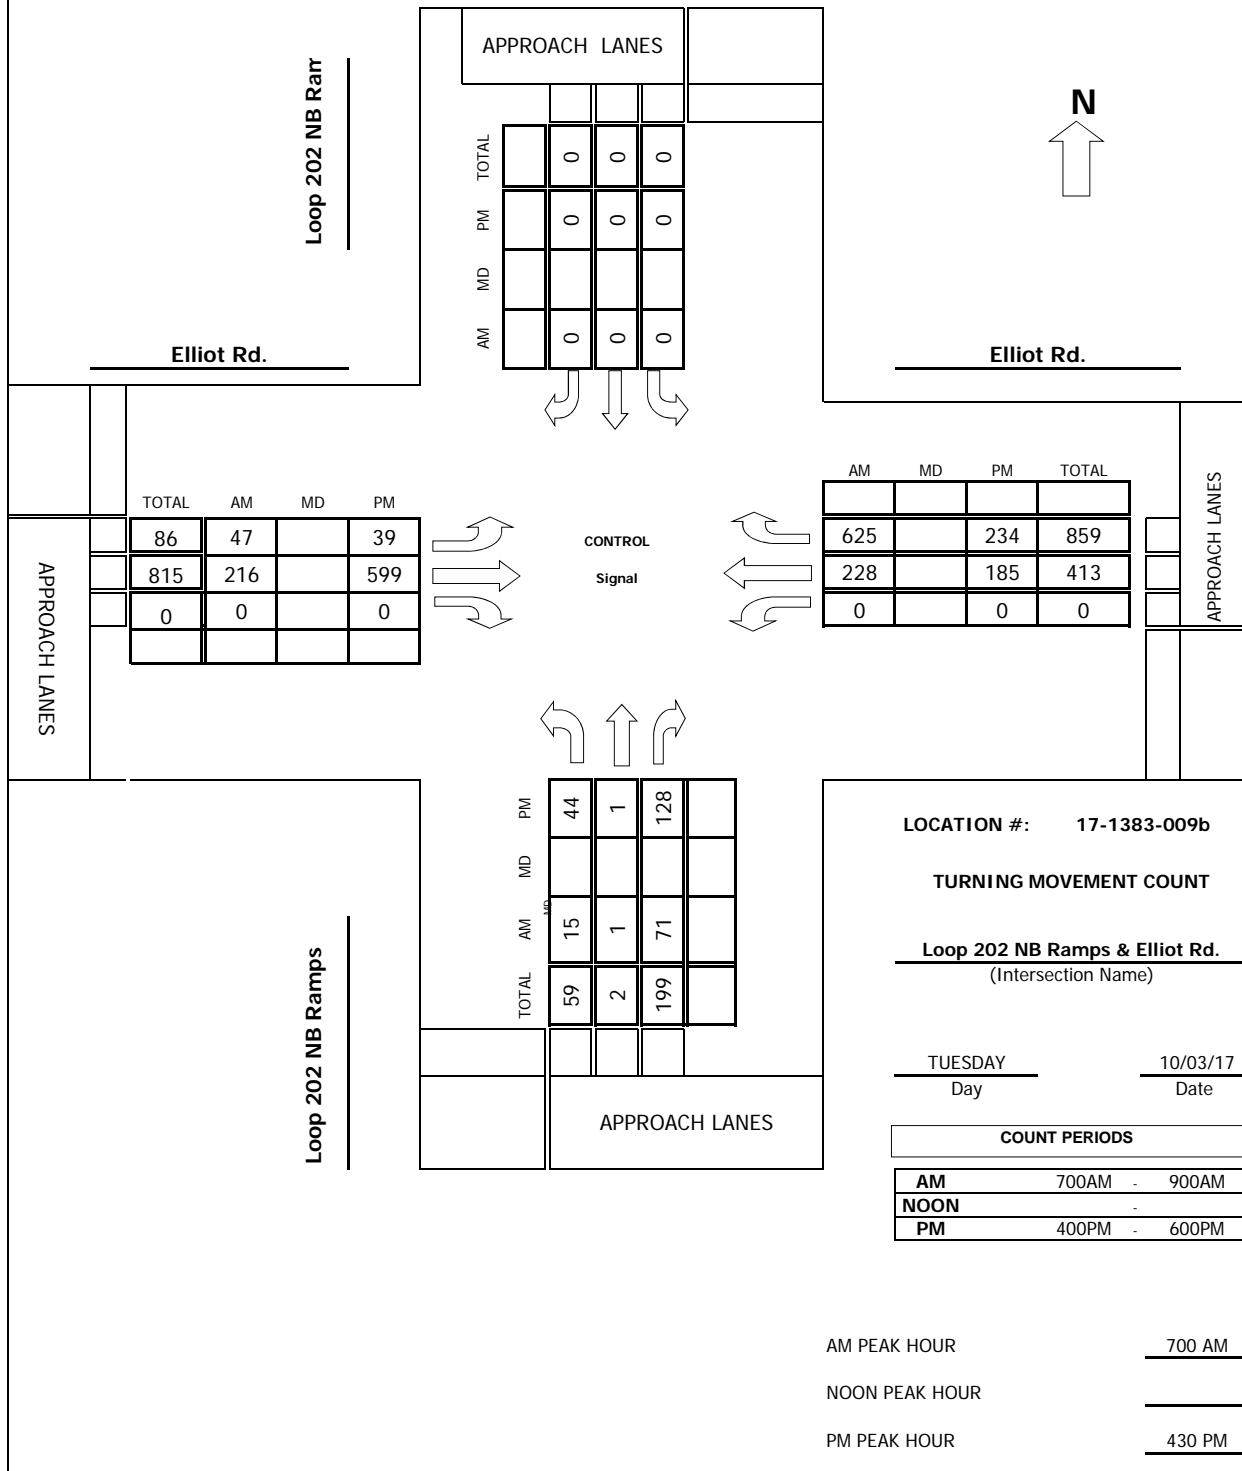 APPROACH LANES
Loop 202 NB Ram
N
TOTAL 0 0 0
PM 0 0 0
MD
AM 0 0 0
Elliot Rd.
Elliot Rd.
AM MD PM TOTAL
625 234 859
228 185 413
0 0 0
APPROACH LANES
TOTAL AM MD PM
86 47 39
815 216 599
0 0 0
APPROACH LANES
CONTROL
Signal
PM 44 1 128
MD
MD
AM 15 1 71
TOTAL 59 2 199
APPROACH LANES
Loop 202 NB Ramps
LOCATION #: 17-1383-009b
TURNING MOVEMENT COUNT
Loop 202 NB Ramps & Elliot Rd.
(Intersection Name)
TUESDAY 10/03/17
Day Date
COUNT PERIODS
AM 700AM - 900AM
NOON -
PM 400PM - 600PM
AM PEAK HOUR 700 AM
NOON PEAK HOUR
PM PEAK HOUR 430 PM